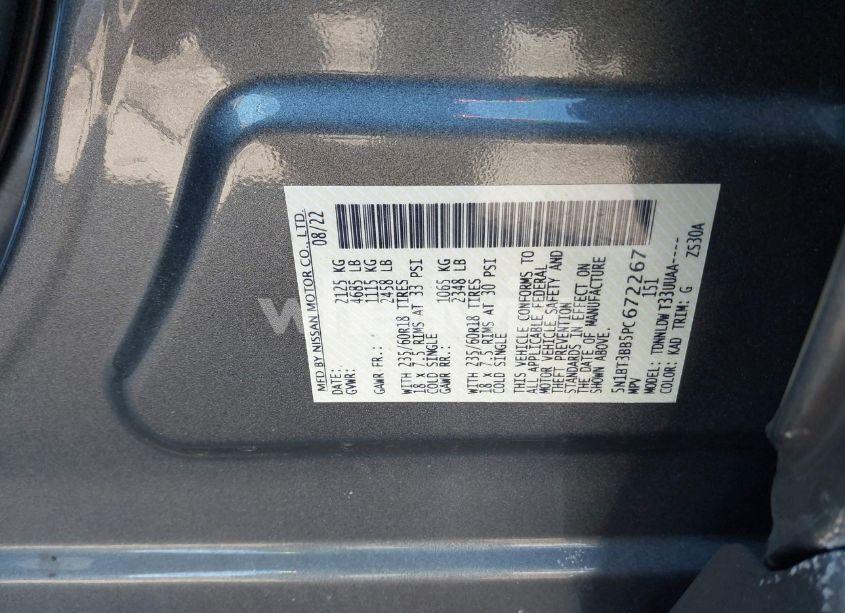 MFD BY NISSAN MOTOR CO., LTD.
DATE: 08/22
GVWR: 2125 KG
4685 LB
GAWR FR.: 1115 KG
2458 LB
WITH 235/60R18 TIRES
18 x 7.5 RIMS AT 33 PSI
COLD SINGLE
GAWR RR.: 1065 KG
2348 LB
WITH 235/60R18 TIRES
18 x 7.5 RIMS AT 30 PSI
COLD SINGLE
THIS VEHICLE CONFORMS TO
ALL APPLICABLE FEDERAL
MOTOR VEHICLE SAFETY AND
THEFT PREVENTION
STANDARDS IN EFFECT ON
THE DATE OF MANUFACTURE
SHOWN ABOVE.
5N1BT3BB5PC672267
MPV 151
MODEL: TDWNLDW T33UUAA----
COLOR: KAD TRIM: G ZS30A